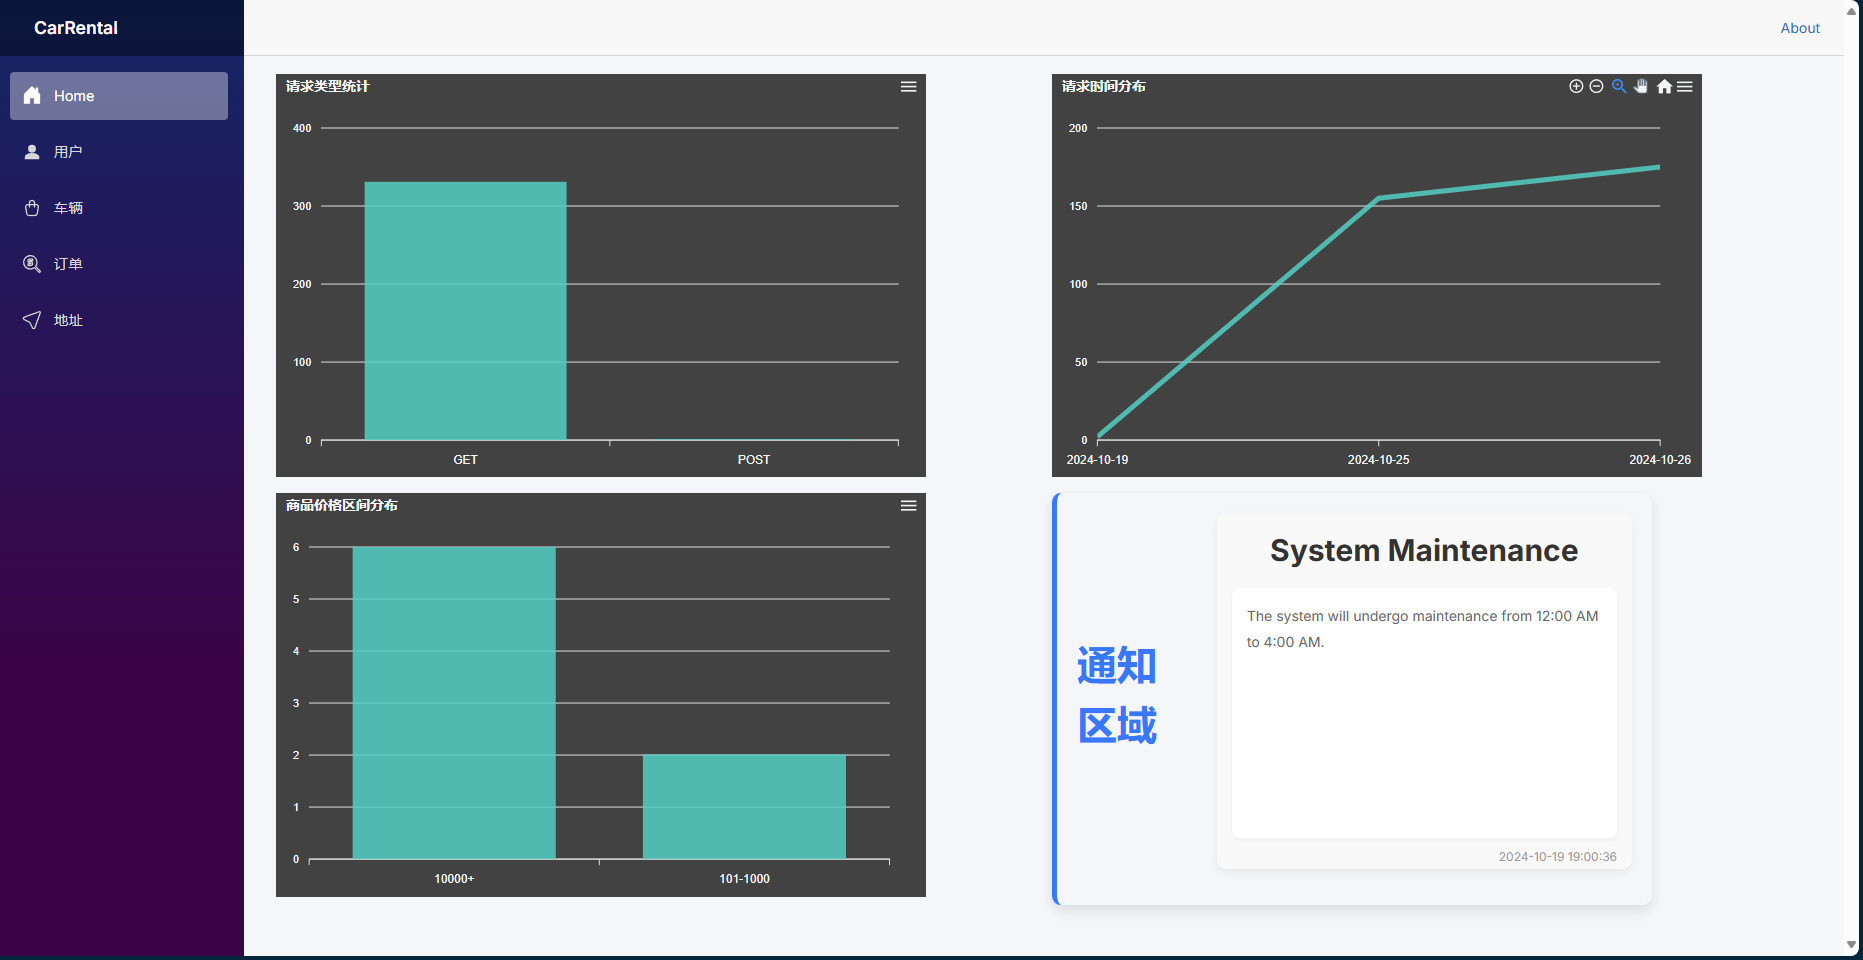 CarRental
About
Home
用户
车辆
订单
地址
请求类型统计
400
300
200
100
0
GET
POST
请求时间分布
200
150
100
50
0
2024-10-19
2024-10-25
2024-10-26
商品价格区间分布
6
5
4
3
2
1
0
10000+
101-1000
通知
区域
System Maintenance
The system will undergo maintenance from 12:00 AM
to 4:00 AM.
2024-10-19 19:00:36